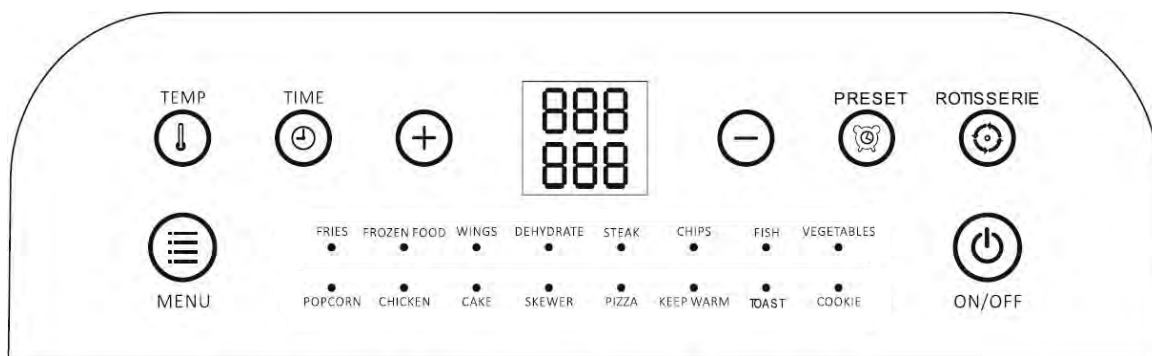 TEMP TIME PRESET ROTISSERIE
888
888
FRIES FROZEN FOOD WINGS DEHYDRATE STEAK CHIPS FISH VEGETABLES
MENU POPCORN CHICKEN CAKE SKEWER PIZZA KEEP WARM TOAST COOKIE ON/OFF